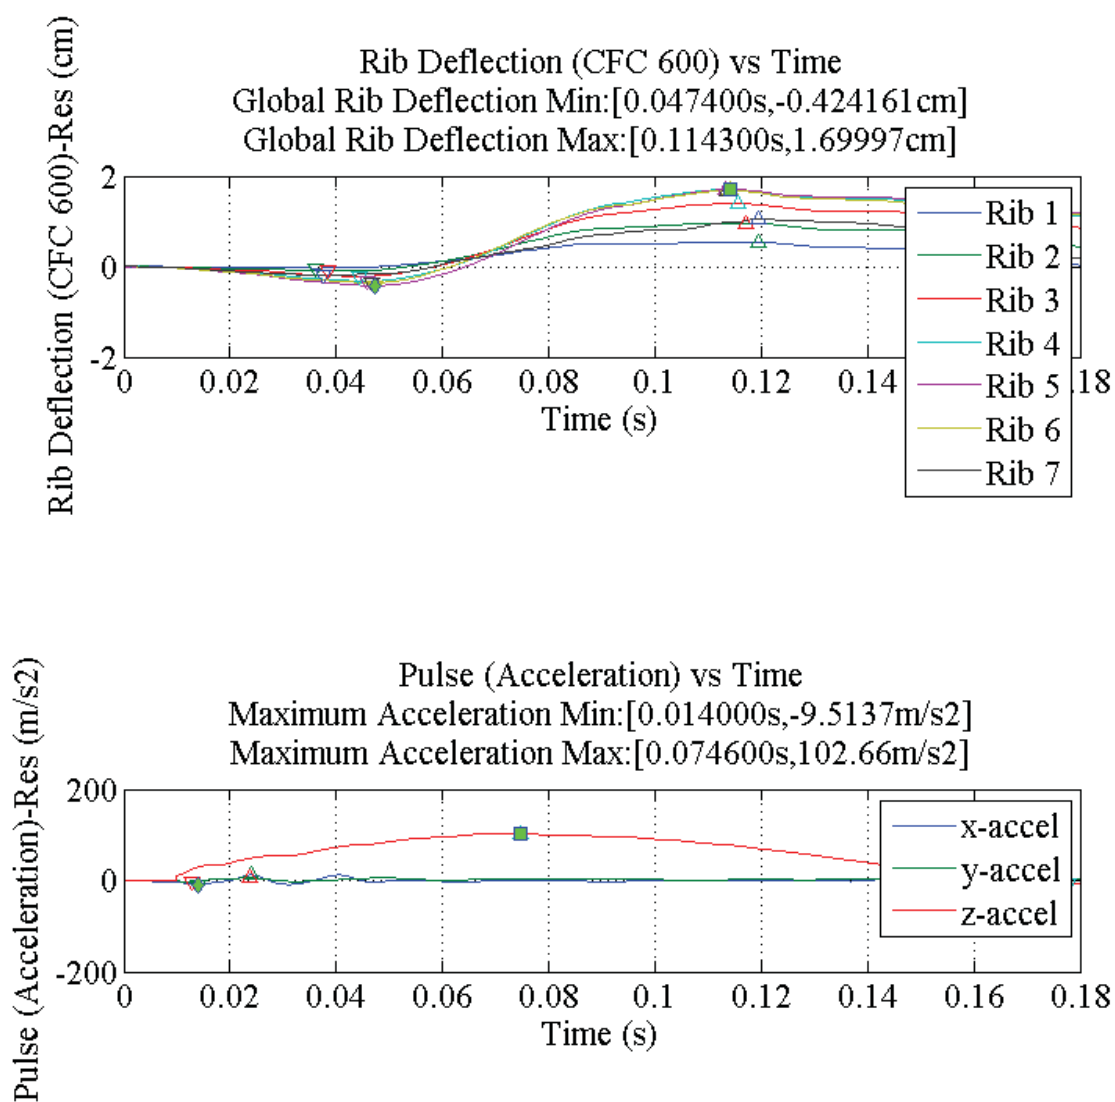 Rib Deflection (CFC 600) vs Time
Global Rib Deflection Min:[0.047400s,-0.424161cm]
Global Rib Deflection Max:[0.114300s,1.69997cm]
Rib Deflection (CFC 600)-Res (cm)
2
0
-2
0 0.02 0.04 0.06 0.08 0.1 0.12 0.14 .18
Time (s)
Rib 1
Rib 2
Rib 3
Rib 4
Rib 5
Rib 6
Rib 7
Pulse (Acceleration) vs Time
Maximum Acceleration Min:[0.014000s,-9.5137m/s2]
Maximum Acceleration Max:[0.074600s,102.66m/s2]
Pulse (Acceleration)-Res (m/s2)
200
0
-200
0 0.02 0.04 0.06 0.08 0.1 0.12 0.14 0.16 0.18
Time (s)
x-accel
y-accel
z-accel